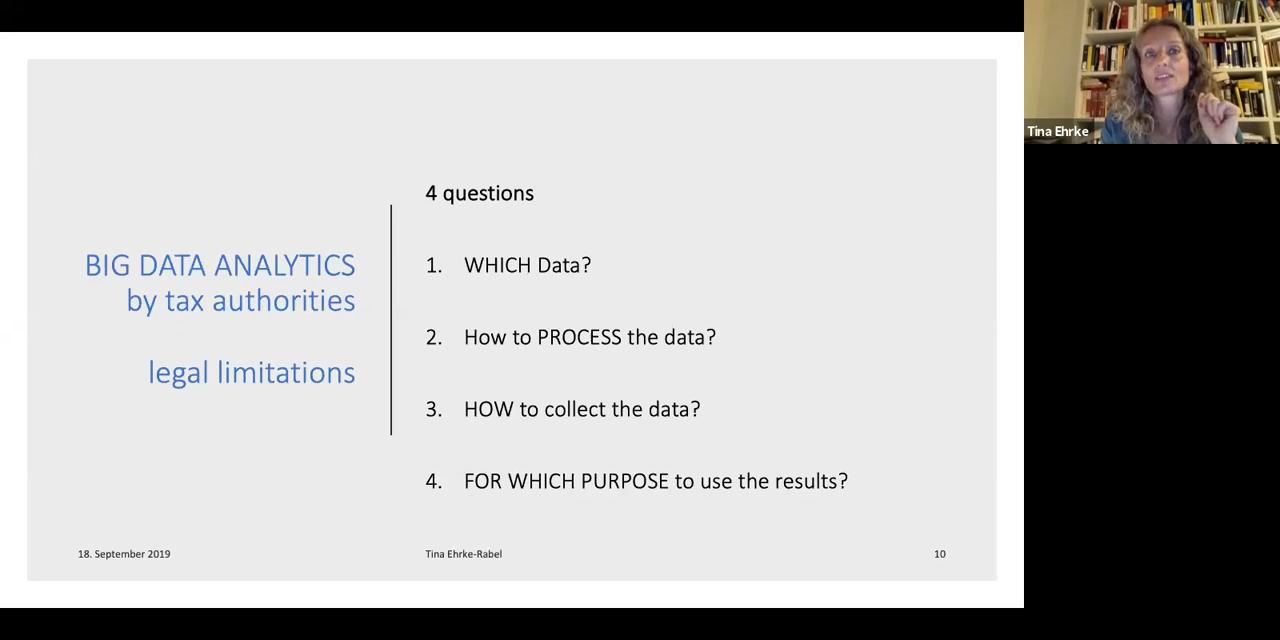 BIG DATA ANALYTICS
by tax authorities
legal limitations
4 questions
1. WHICH Data?
2. How to PROCESS the data?
3. HOW to collect the data?
4. FOR WHICH PURPOSE to use the results?
18. September 2019
Tina Ehrke-Rabel
10
Tina Ehrke